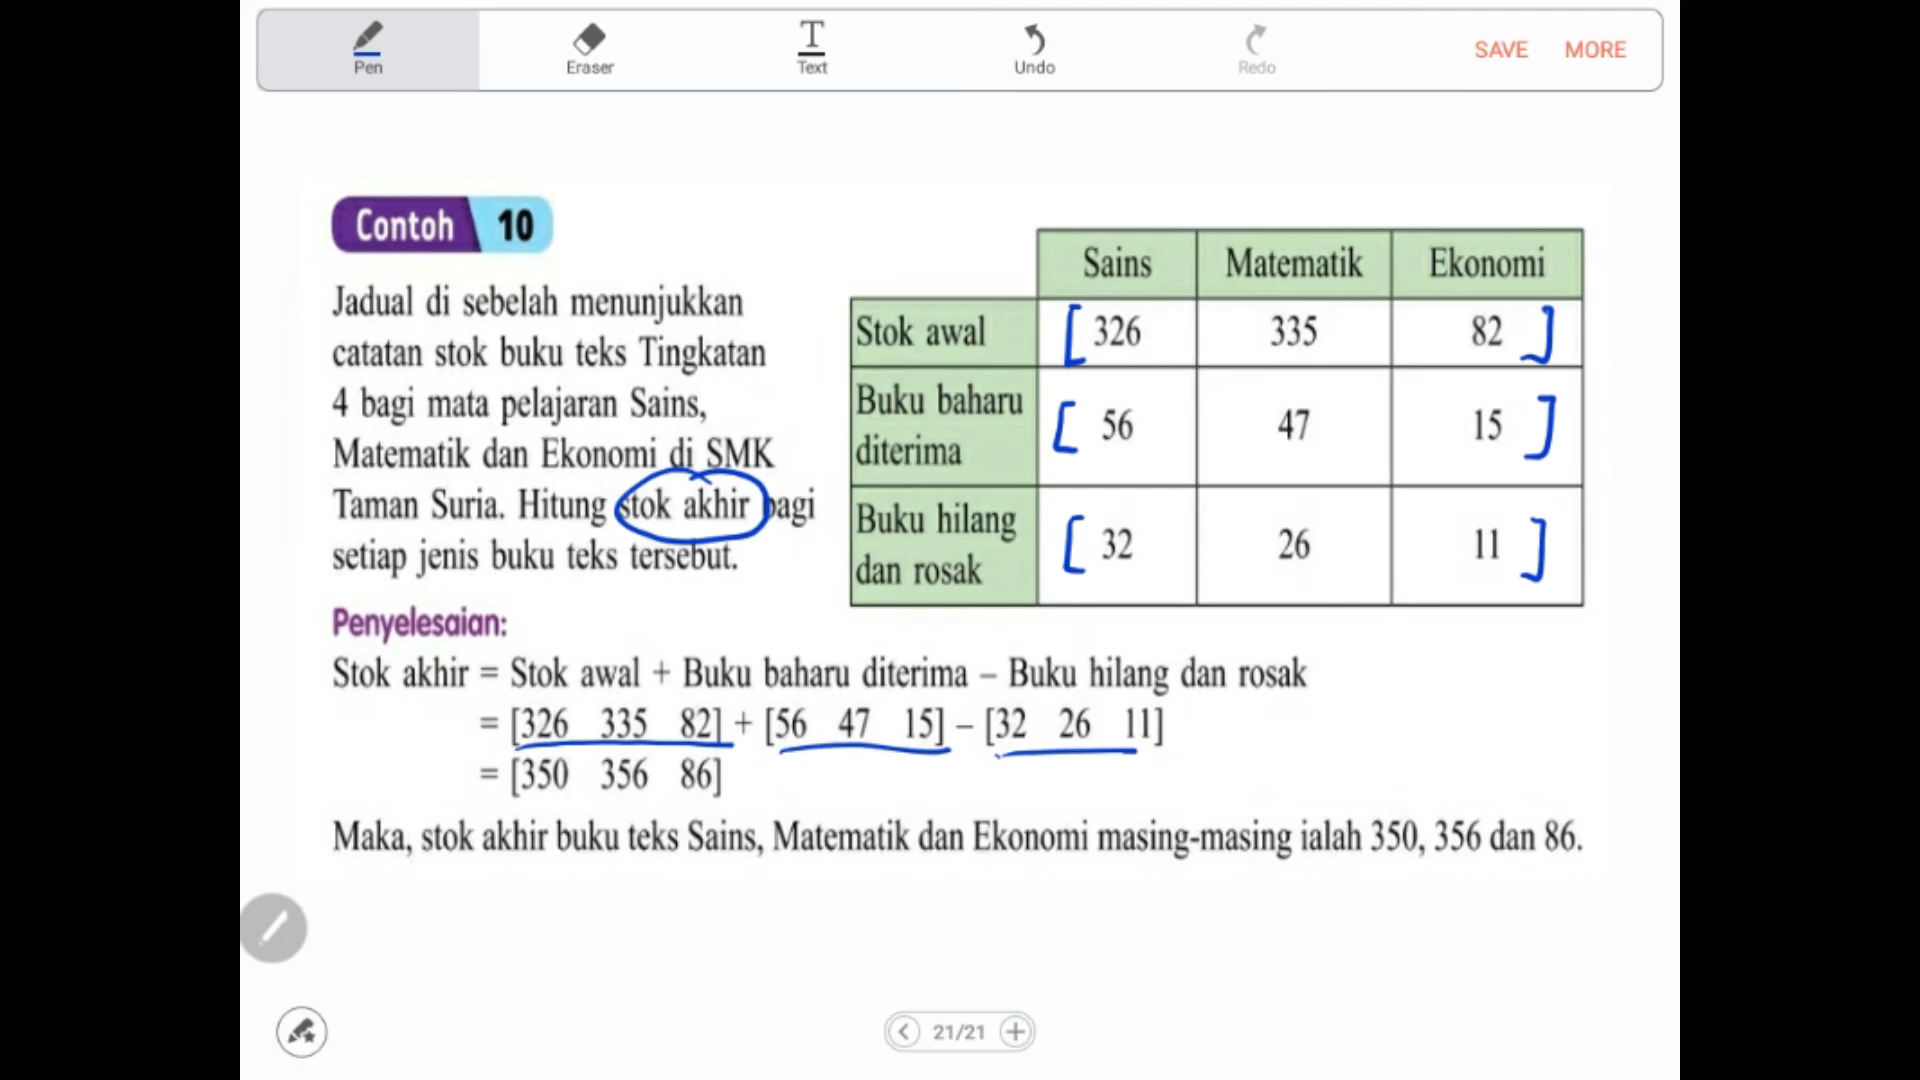 Pen Eraser Text Undo Redo SAVE MORE
Contoh 10
Jadual di sebelah menunjukkan
catatan stok buku teks Tingkatan
4 bagi mata pelajaran Sains,
Matematik dan Ekonomi di SMK
Taman Suria. Hitung stok akhir bagi
setiap jenis buku teks tersebut.
Sains Matematik Ekonomi
Stok awal [ 326 335 82 ]
Buku baharu
diterima [ 56 47 15 ]
Buku hilang
dan rosak [ 32 26 11 ]
Penyelesaian:
Stok akhir = Stok awal + Buku baharu diterima – Buku hilang dan rosak
= [326 335 82] + [56 47 15] – [32 26 11]
= [350 356 86]
Maka, stok akhir buku teks Sains, Matematik dan Ekonomi masing-masing ialah 350, 356 dan 86.
21/21